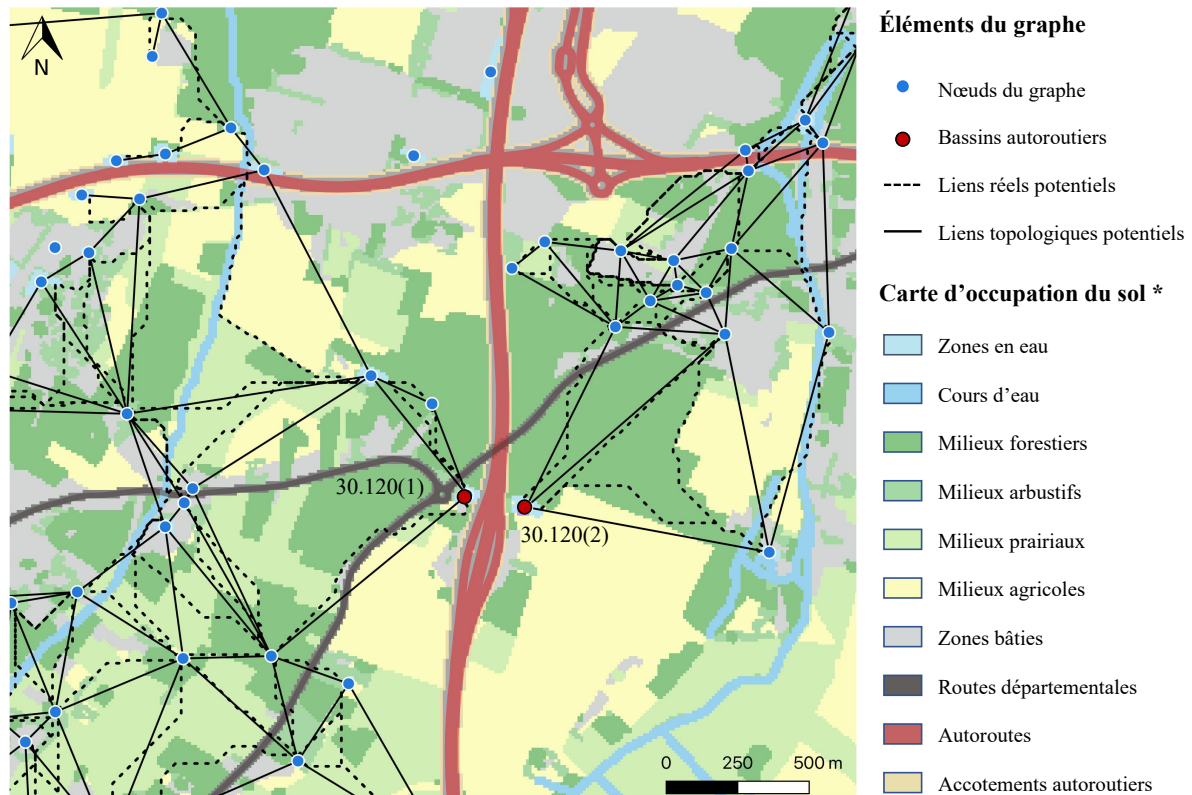 N
30.120(1)
30.120(2)
0 250 500 m
Éléments du graphe
Nœuds du graphe
Bassins autoroutiers
Liens réels potentiels
Liens topologiques potentiels
Carte d’occupation du sol *
Zones en eau
Cours d’eau
Milieux forestiers
Milieux arbustifs
Milieux prairiaux
Milieux agricoles
Zones bâties
Routes départementales
Autoroutes
Accotements autoroutiers